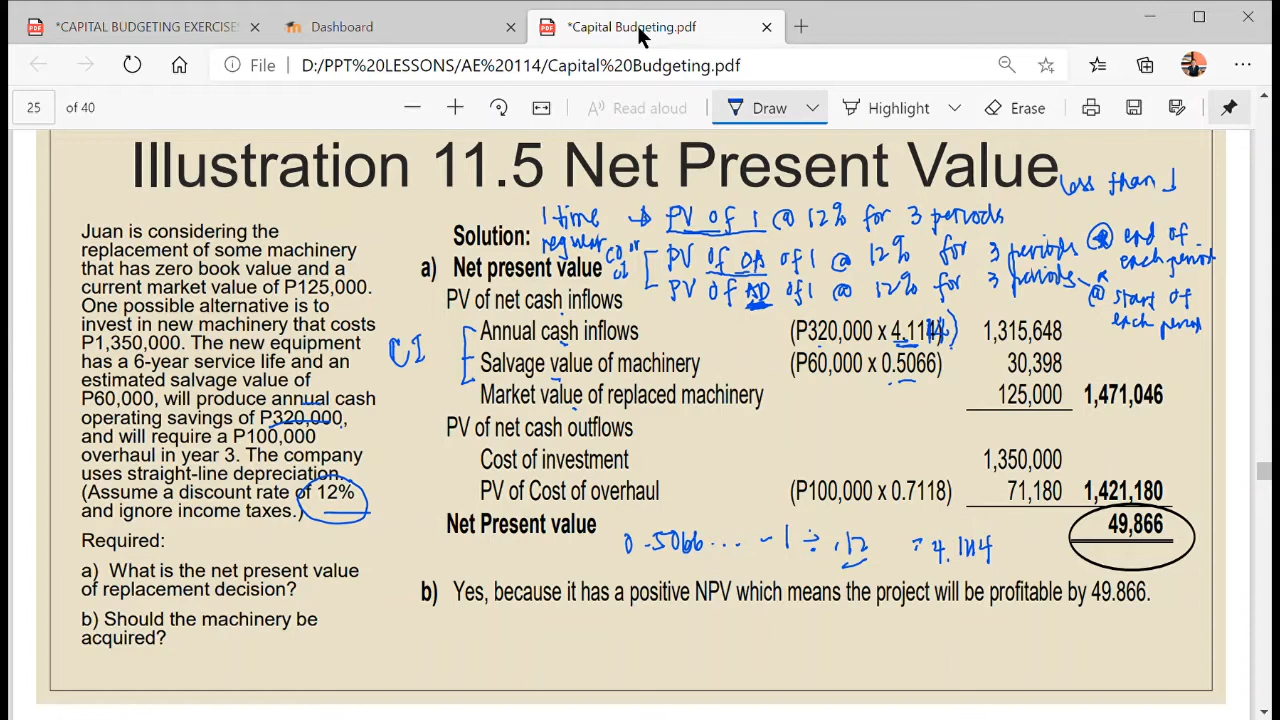 *CAPITAL BUDGETING EXERCISE
Dashboard
*Capital Budgeting.pdf
File
D:/PPT%20LESSONS/AE%20114/Capital%20Budgeting.pdf
25 of 40
Read aloud
Draw
Highlight
Erase
Illustration 11.5 Net Present Value
less than 1
Juan is considering the
replacement of some machinery
that has zero book value and a
current market value of P125,000.
One possible alternative is to
invest in new machinery that costs
P1,350,000. The new equipment
has a 6-year service life and an
estimated salvage value of
P60,000, will produce annual cash
operating savings of P320,000,
and will require a P100,000
overhaul in year 3. The company
uses straight-line depreciation.
(Assume a discount rate of 12%
and ignore income taxes.)
Required:
a) What is the net present value
of replacement decision?
b) Should the machinery be
acquired?
1 time → PV of 1 @ 12% for 3 periods
Solution:
regular CO or CI
PV of OA of 1 @ 12% for 3 periods @ end of each period
PV of AD of 1 @ 12% for 3 periods @ start of each period
a) Net present value
PV of net cash inflows
CI
Annual cash inflows (P320,000 x 4.1114) 1,315,648
Salvage value of machinery (P60,000 x 0.5066) 30,398
Market value of replaced machinery 125,000 1,471,046
PV of net cash outflows
Cost of investment 1,350,000
PV of Cost of overhaul (P100,000 x 0.7118) 71,180 1,421,180
Net Present value 49,866
0.5066... - 1 ÷ .12 = 4.1114
b) Yes, because it has a positive NPV which means the project will be profitable by 49.866.